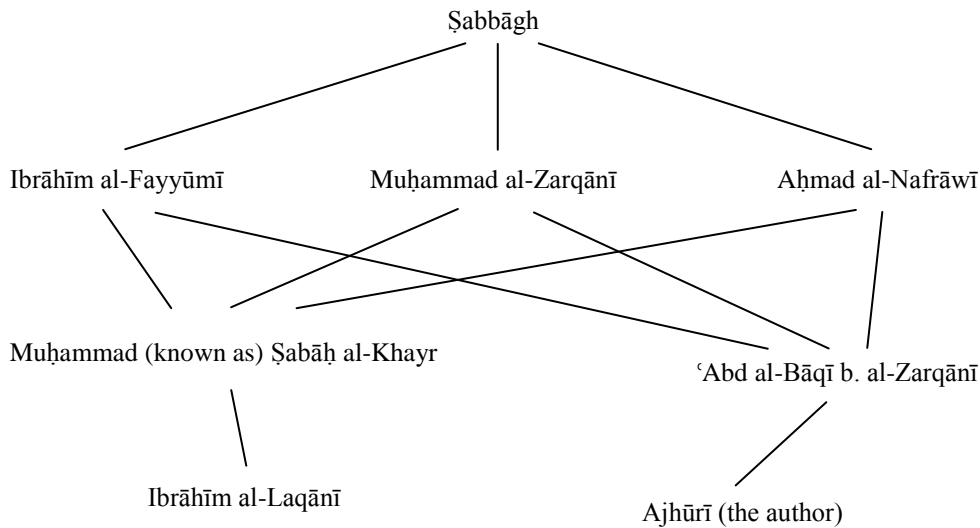 Ṣabbāgh
Ibrāhīm al-Fayyūmī
Muḥammad al-Zarqānī
Aḥmad al-Nafrāwī
Muḥammad (known as) Ṣabāḥ al-Khayr
ʿAbd al-Bāqī b. al-Zarqānī
Ibrāhīm al-Laqānī
Ajhūrī (the author)